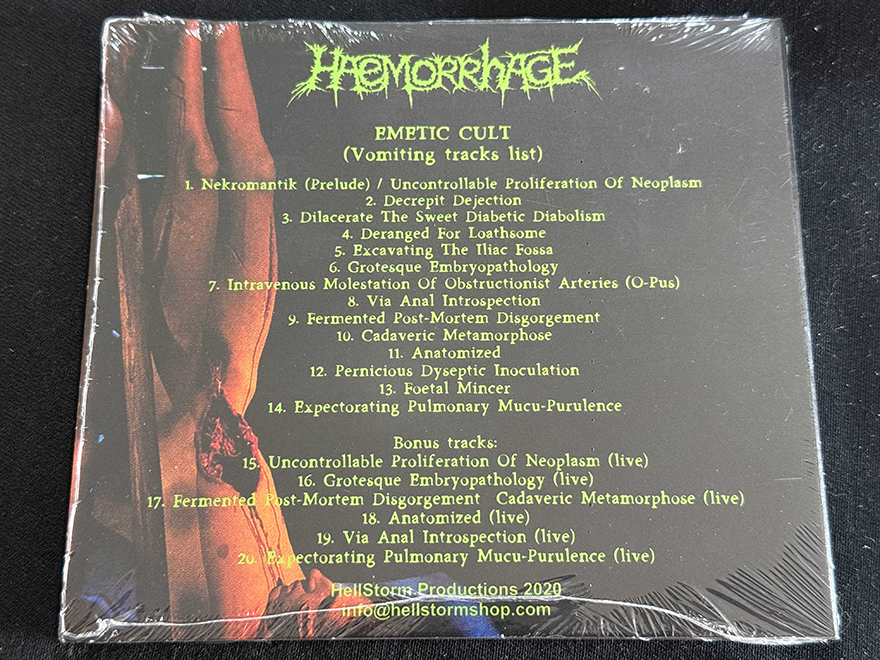 HAEMORRHAGE
EMETIC CULT
(Vomiting tracks list)
1. Nekromantik (Prelude) / Uncontrollable Proliferation Of Neoplasm
2. Decrepit Dejection
3. Dilacerate The Sweet Diabetic Diabolism
4. Deranged For Loathsome
5. Excavating The Iliac Fossa
6. Grotesque Embryopathology
7. Intravenous Molestation Of Obstructionist Arteries (O-Pus)
8. Via Anal Introspection
9. Fermented Post-Mortem Disgorgement
10. Cadaveric Metamorphose
11. Anatomized
12. Pernicious Dyseptic Inoculation
13. Foetal Mincer
14. Expectorating Pulmonary Mucu-Purulence
Bonus tracks:
15. Uncontrollable Proliferation Of Neoplasm (live)
16. Grotesque Embryopathology (live)
17. Fermented Post-Mortem Disgorgement Cadaveric Metamorphose (live)
18. Anatomized (live)
19. Via Anal Introspection (live)
20. Expectorating Pulmonary Mucu-Purulence (live)
HellStorm Productions 2020
info@hellstormshop.com